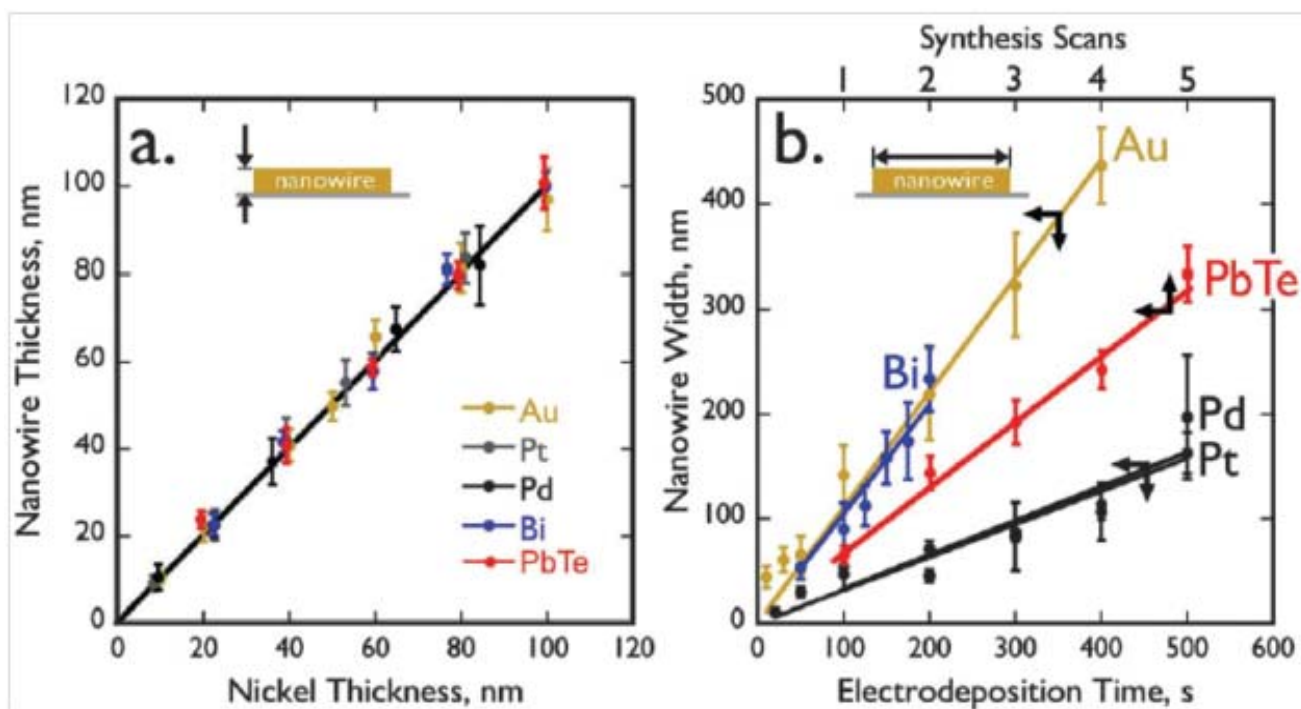 a.
nanowire
Nanowire Thickness, nm
120
100
80
60
40
20
0
Au
Pt
Pd
Bi
PbTe
0 20 40 60 80 100 120
Nickel Thickness, nm
Synthesis Scans
1 2 3 4 5
b.
nanowire
Nanowire Width, nm
500
400
300
200
100
0
Au
PbTe
Bi
Pd
Pt
0 100 200 300 400 500 600
Electrodeposition Time, s